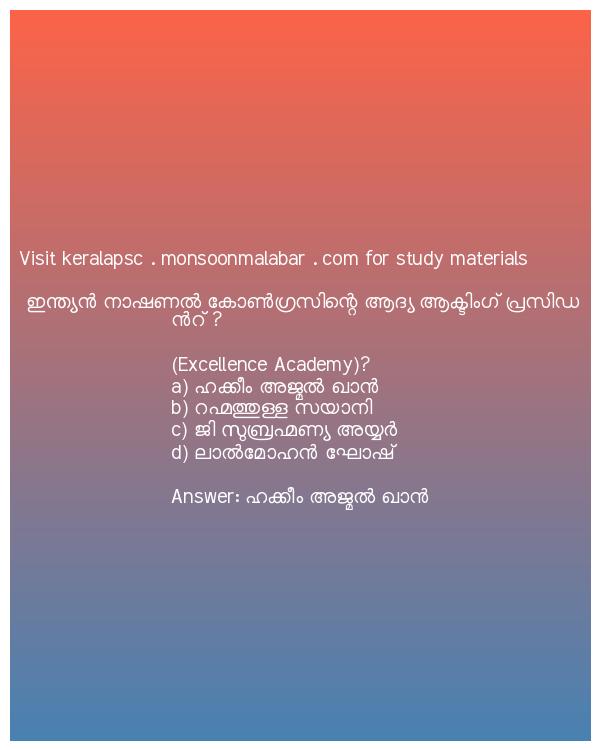 Visit keralapsc . monsoonmalabar . com for study materials
ഇന്ത്യൻ നാഷണൽ കോൺഗ്രസിന്റെ ആദ്യ ആക്ടിംഗ് പ്രസിഡ
ൻറ് ?
(Excellence Academy)?
a) ഹക്കീം അജ്മൽ ഖാൻ
b) റഹ്മത്തുള്ള സയാനി
c) ജി സുബ്രഹ്മണ്യ അയ്യർ
d) ലാൽമോഹൻ ഘോഷ്
Answer: ഹക്കീം അജ്മൽ ഖാൻ